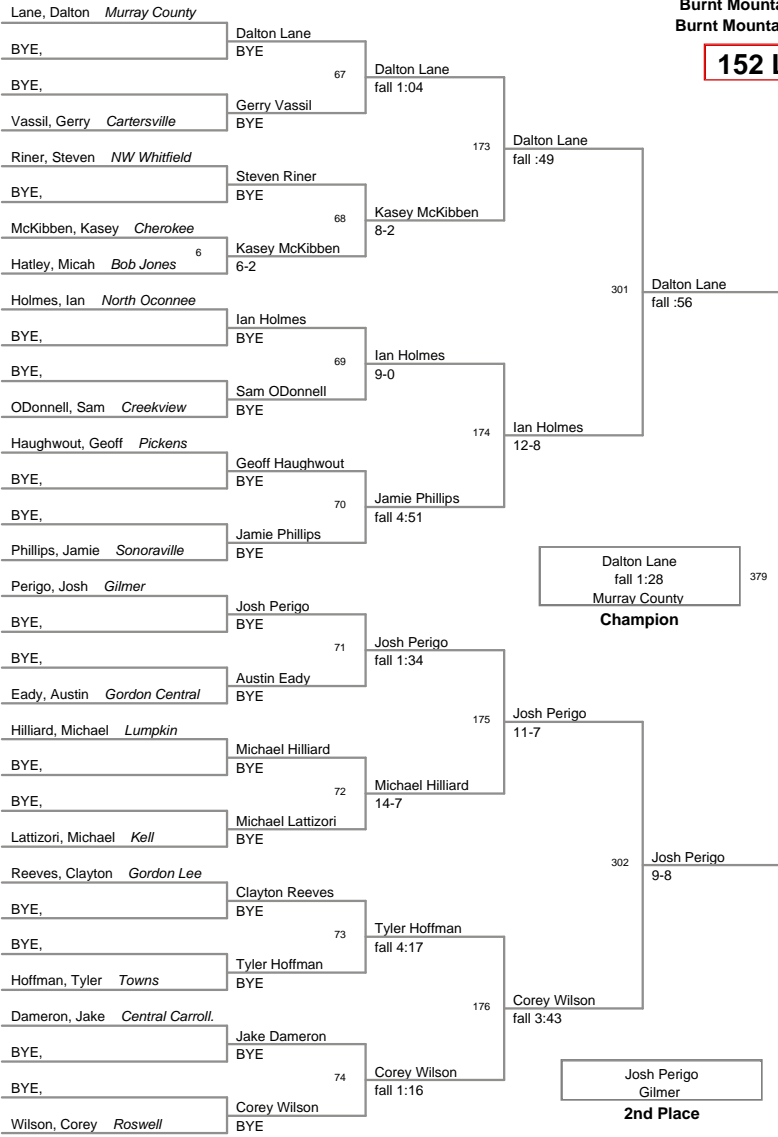 Burnt Mounta
Burnt Mounta
152 L
Lane, Dalton Murray County
BYE,
BYE,
Vassil, Gerry Cartersville
Riner, Steven NW Whitfield
BYE,
McKibben, Kasey Cherokee
6
Hatley, Micah Bob Jones
Holmes, Ian North Oconnee
BYE,
BYE,
ODonnell, Sam Creekview
Haughwout, Geoff Pickens
BYE,
BYE,
Phillips, Jamie Sonoraville
Perigo, Josh Gilmer
BYE,
BYE,
Eady, Austin Gordon Central
Hilliard, Michael Lumpkin
BYE,
BYE,
Lattizori, Michael Kell
Reeves, Clayton Gordon Lee
BYE,
BYE,
Hoffman, Tyler Towns
Dameron, Jake Central Carroll.
BYE,
BYE,
Wilson, Corey Roswell
Dalton Lane
BYE
67
Gerry Vassil
BYE
Steven Riner
BYE
68
Kasey McKibben
6-2
Ian Holmes
BYE
69
Sam ODonnell
BYE
Geoff Haughwout
BYE
70
Jamie Phillips
BYE
Josh Perigo
BYE
71
Austin Eady
BYE
Michael Hilliard
BYE
72
Michael Lattizori
BYE
Clayton Reeves
BYE
73
Tyler Hoffman
BYE
Jake Dameron
BYE
74
Corey Wilson
BYE
Dalton Lane
fall 1:04
173
Kasey McKibben
8-2
Ian Holmes
9-0
174
Jamie Phillips
fall 4:51
Josh Perigo
fall 1:34
175
Michael Hilliard
14-7
Tyler Hoffman
fall 4:17
176
Corey Wilson
fall 1:16
Dalton Lane
fall :49
301
Ian Holmes
12-8
Josh Perigo
11-7
302
Corey Wilson
fall 3:43
Dalton Lane
fall :56
Dalton Lane
fall 1:28
Murray County
379
Champion
Josh Perigo
9-8
Josh Perigo
Gilmer
2nd Place